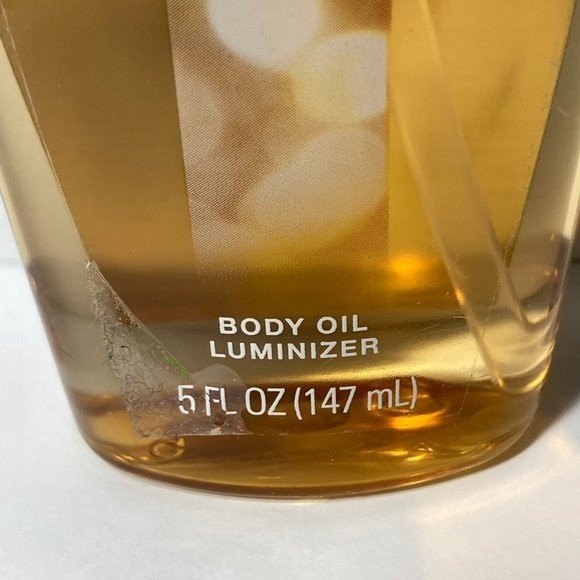 BODY OIL
LUMINIZER
5 FL OZ (147 mL)